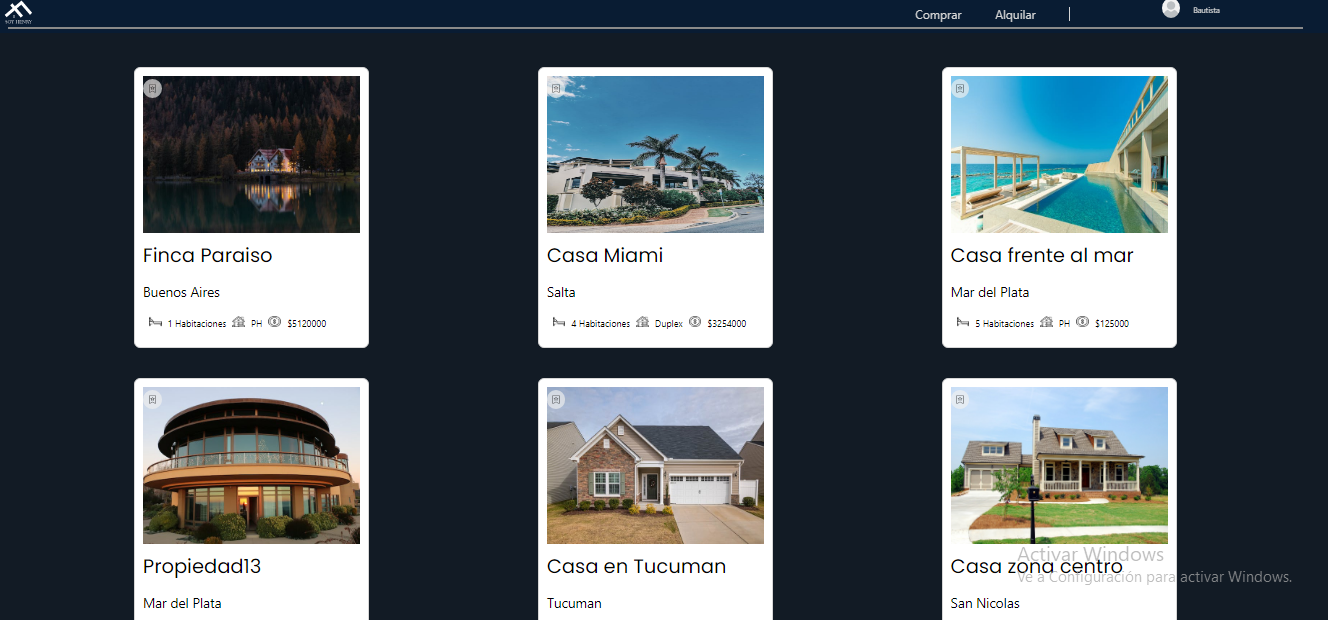 SOY HENRY
Comprar Alquilar | Bautista
Finca Paraiso
Buenos Aires
1 Habitaciones PH $5120000
Casa Miami
Salta
4 Habitaciones Duplex $3254000
Casa frente al mar
Mar del Plata
5 Habitaciones PH $125000
Propiedad13
Mar del Plata
Casa en Tucuman
Tucuman
Casa zona centro
San Nicolas
Activar Windows
Ve a Configuración para activar Windows.